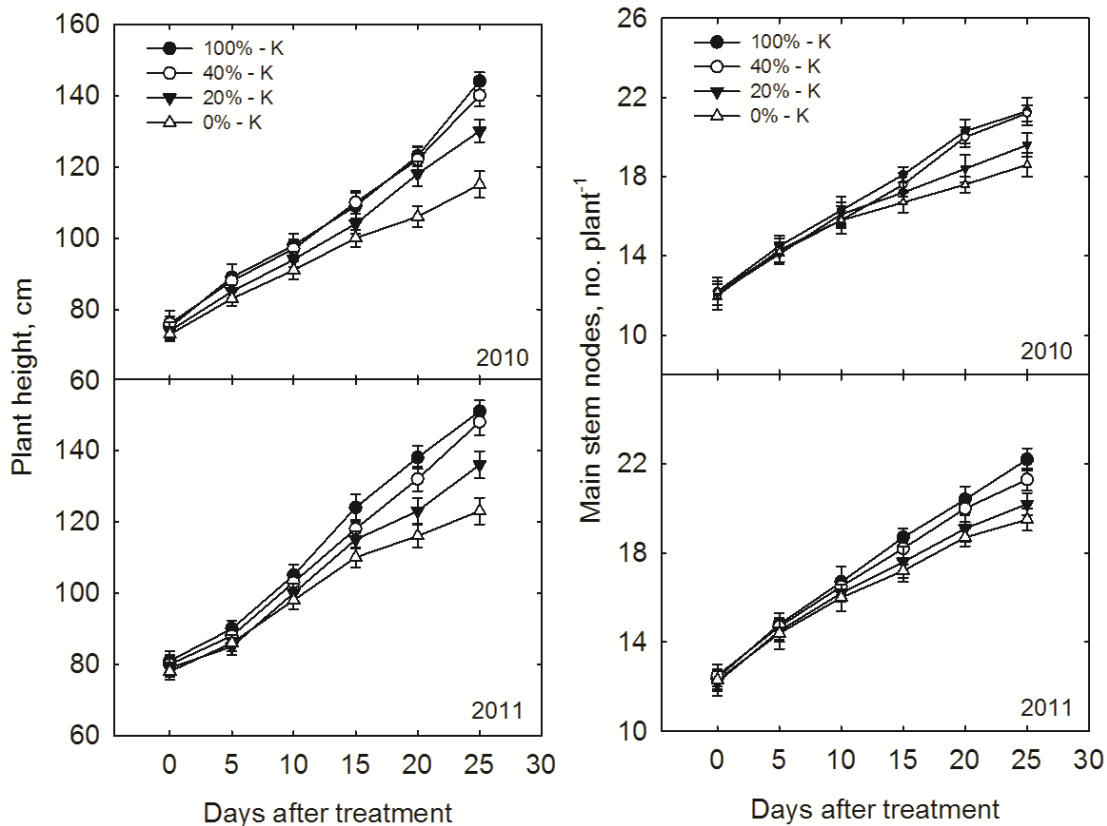 160
140
120
100
80
60
140
120
100
80
60
Plant height, cm
100% - K
40% - K
20% - K
0% - K
2010
2011
0 5 10 15 20 25 30
Days after treatment
26
22
18
14
10
22
18
14
10
Main stem nodes, no. plant-1
100% - K
40% - K
20% - K
0% - K
2010
2011
0 5 10 15 20 25 30
Days after treatment